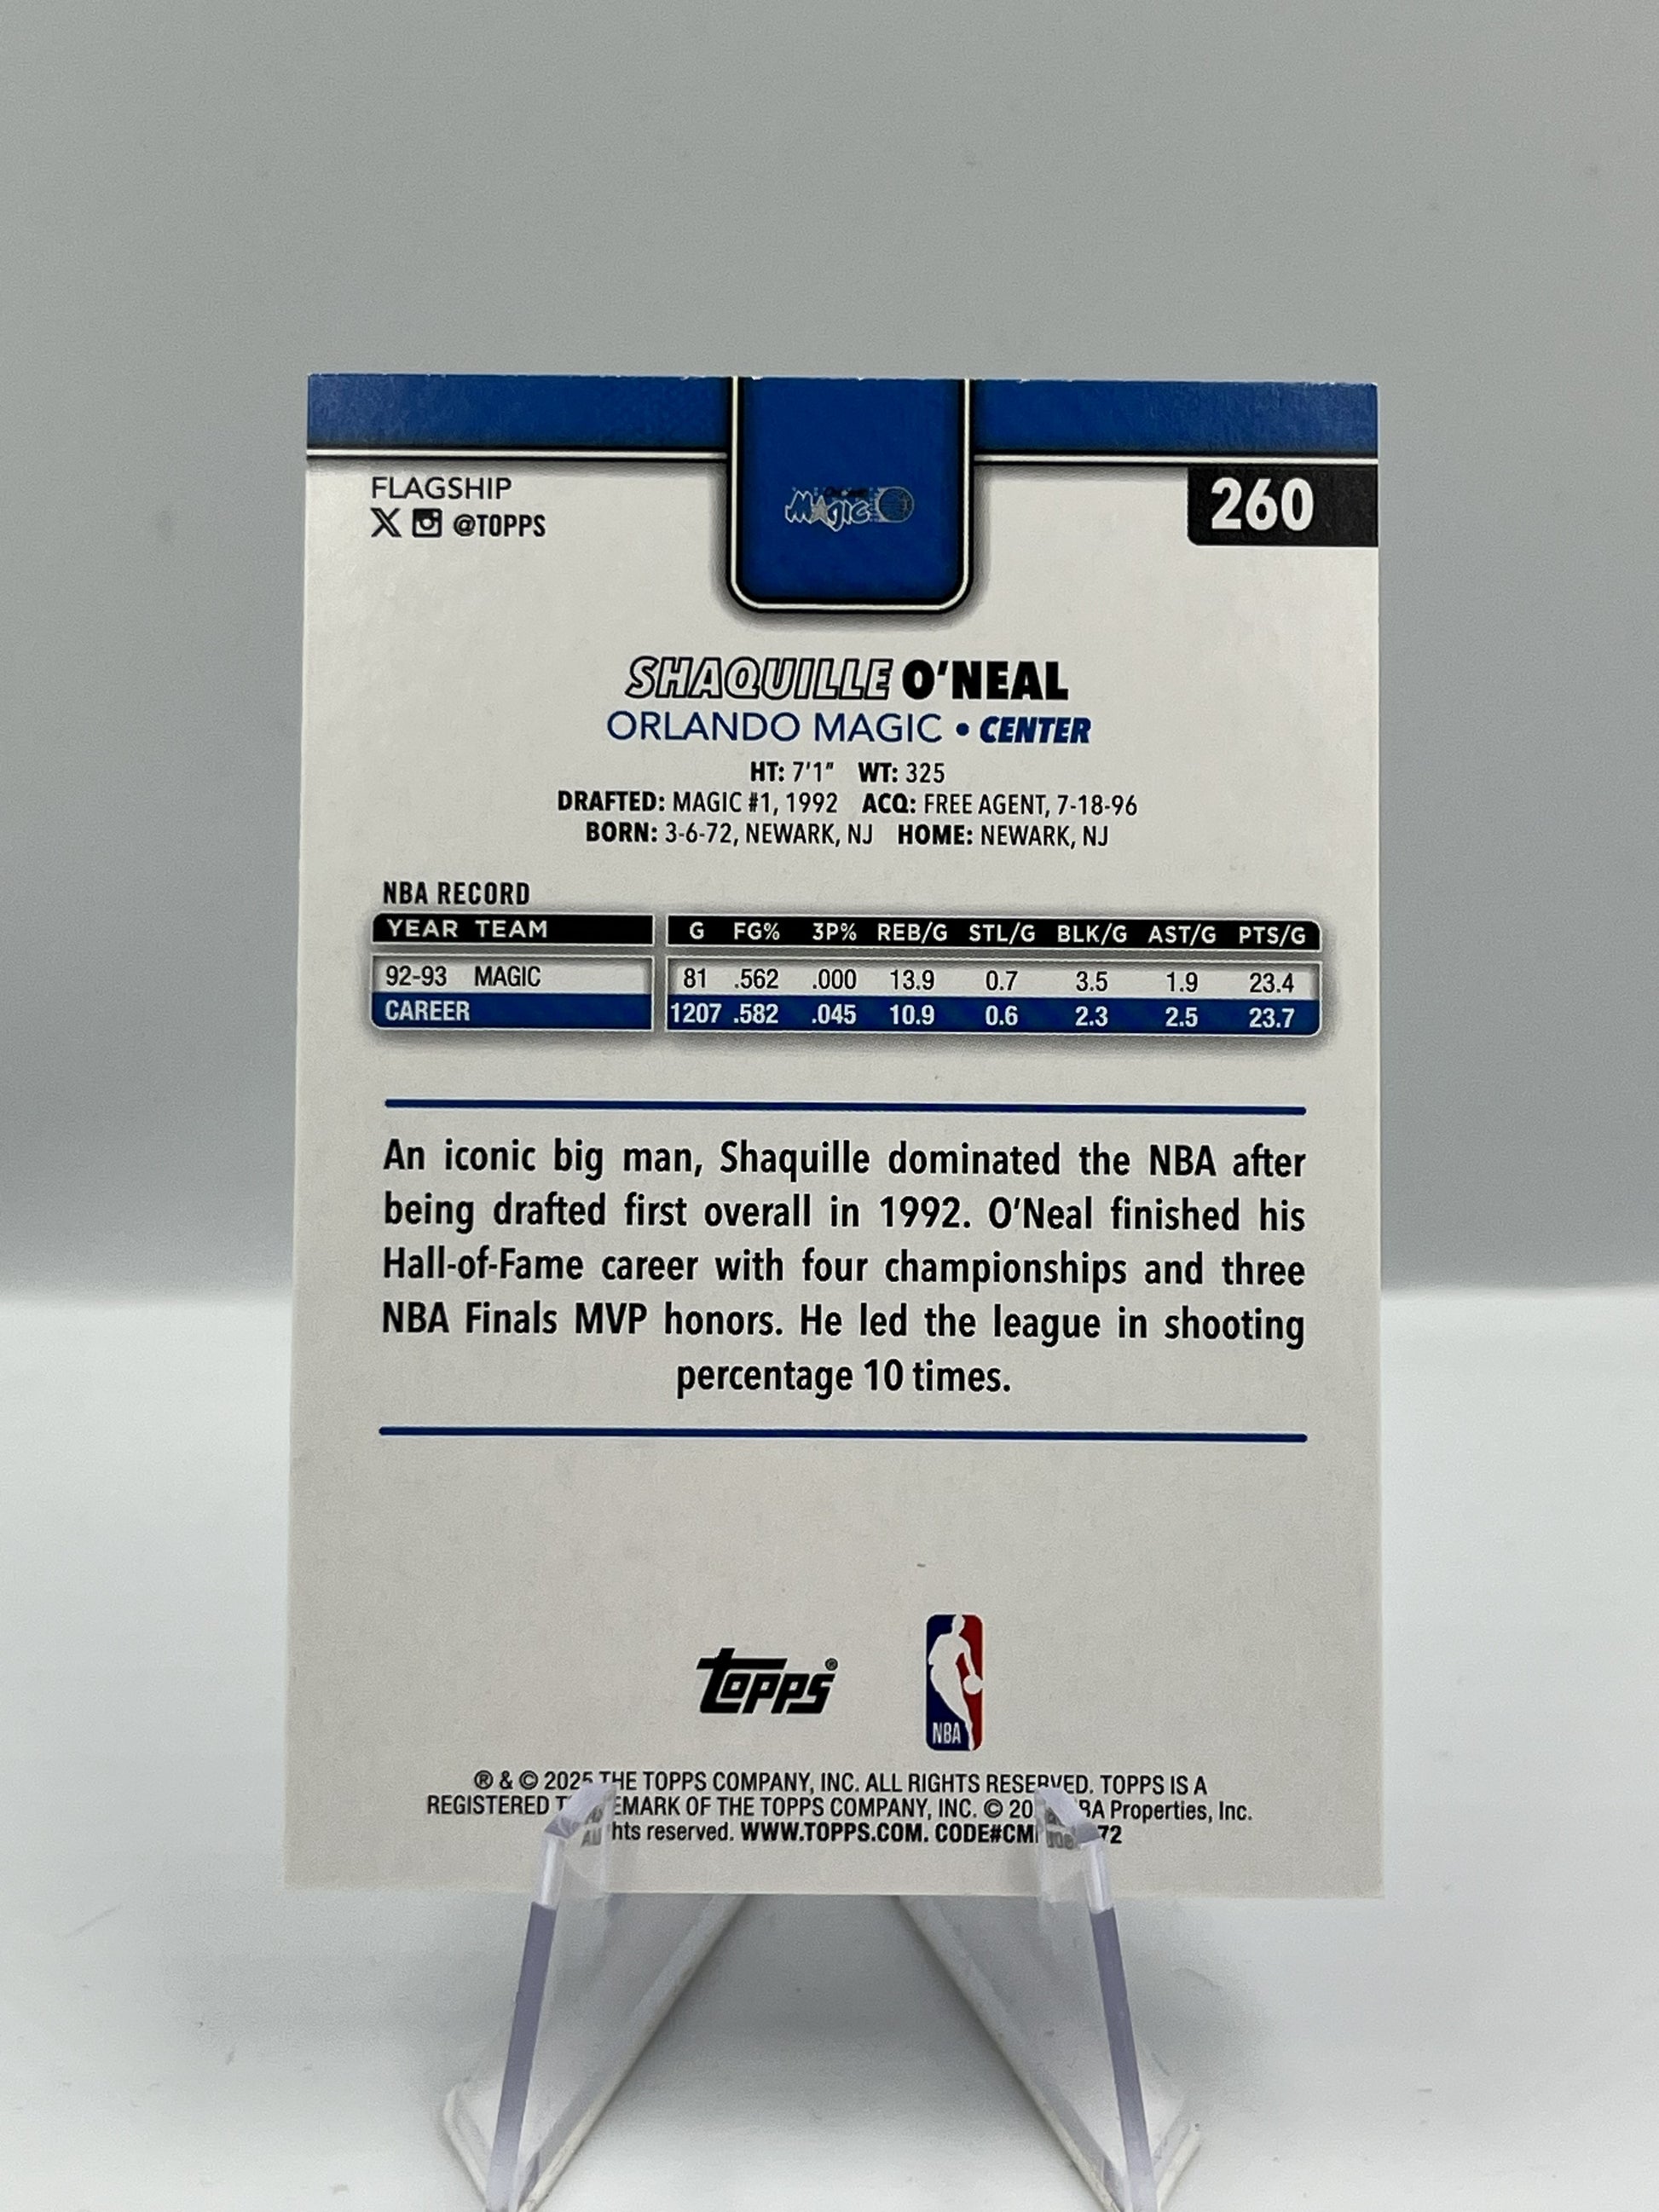 FLAGSHIP
X @TOPPS
MAGIC
260
SHAQUILLE O'NEAL
ORLANDO MAGIC • CENTER
HT: 7'1" WT: 325
DRAFTED: MAGIC #1, 1992 ACQ: FREE AGENT, 7-18-96
BORN: 3-6-72, NEWARK, NJ HOME: NEWARK, NJ
NBA RECORD
YEAR TEAM G FG% 3P% REB/G STL/G BLK/G AST/G PTS/G
92-93 MAGIC 81 .562 .000 13.9 0.7 3.5 1.9 23.4
CAREER 1207 .582 .045 10.9 0.6 2.3 2.5 23.7
An iconic big man, Shaquille dominated the NBA after
being drafted first overall in 1992. O'Neal finished his
Hall-of-Fame career with four championships and three
NBA Finals MVP honors. He led the league in shooting
percentage 10 times.
TOPPS®
NBA
® & © 2025 THE TOPPS COMPANY, INC. ALL RIGHTS RESERVED. TOPPS IS A
REGISTERED OF THE TOPPS COMPANY, INC. © Properties, Inc.
reserved. WWW.TOPPS.COM.